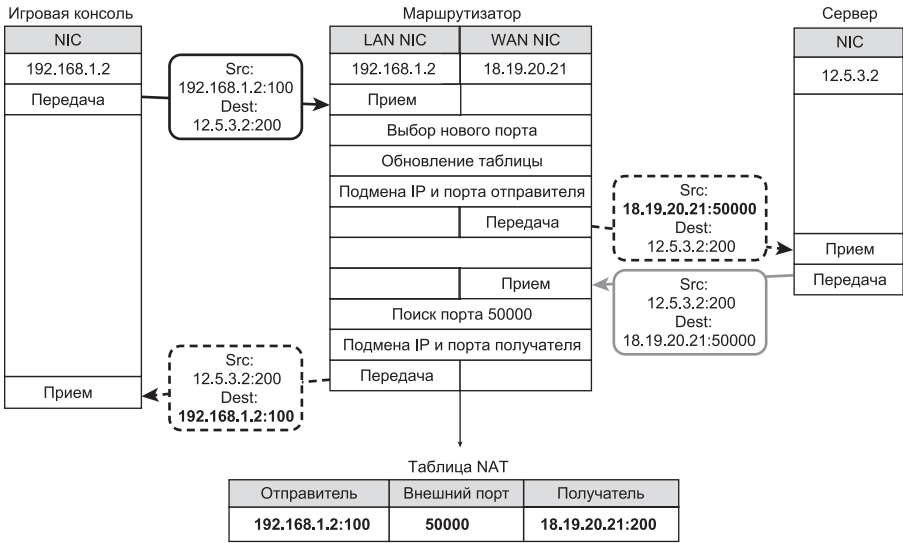 Игровая консоль
NIC
192.168.1.2
Передача
Прием
Src:
192.168.1.2:100
Dest:
12.5.3.2:200
Маршрутизатор
LAN NIC WAN NIC
192.168.1.2 18.19.20.21
Прием
Выбор нового порта
Обновление таблицы
Подмена IP и порта отправителя
Передача
Прием
Поиск порта 50000
Подмена IP и порта получателя
Передача
Src:
18.19.20.21:50000
Dest:
12.5.3.2:200
Сервер
NIC
12.5.3.2
Прием
Передача
Src:
12.5.3.2:200
Dest:
18.19.20.21:50000
Src:
12.5.3.2:200
Dest:
192.168.1.2:100
Таблица NAT
Отправитель Внешний порт Получатель
192.168.1.2:100 50000 18.19.20.21:200